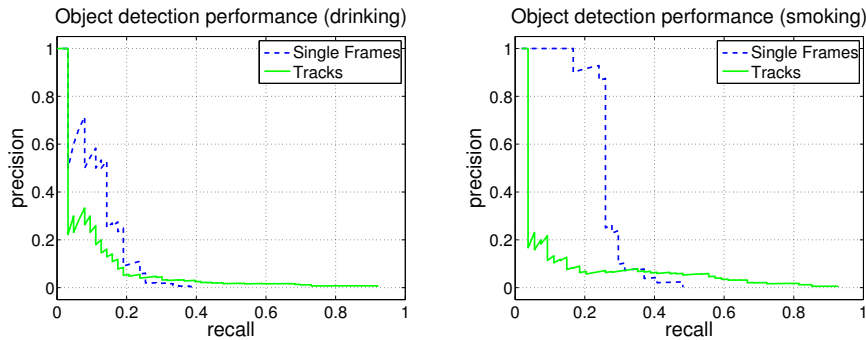 Object detection performance (drinking)
1
0.8
0.6
0.4
0.2
0
precision
Single Frames
Tracks
0
0.2
0.4
0.6
0.8
1
recall
Object detection performance (smoking)
1
0.8
0.6
0.4
0.2
0
precision
Single Frames
Tracks
0
0.2
0.4
0.6
0.8
1
recall